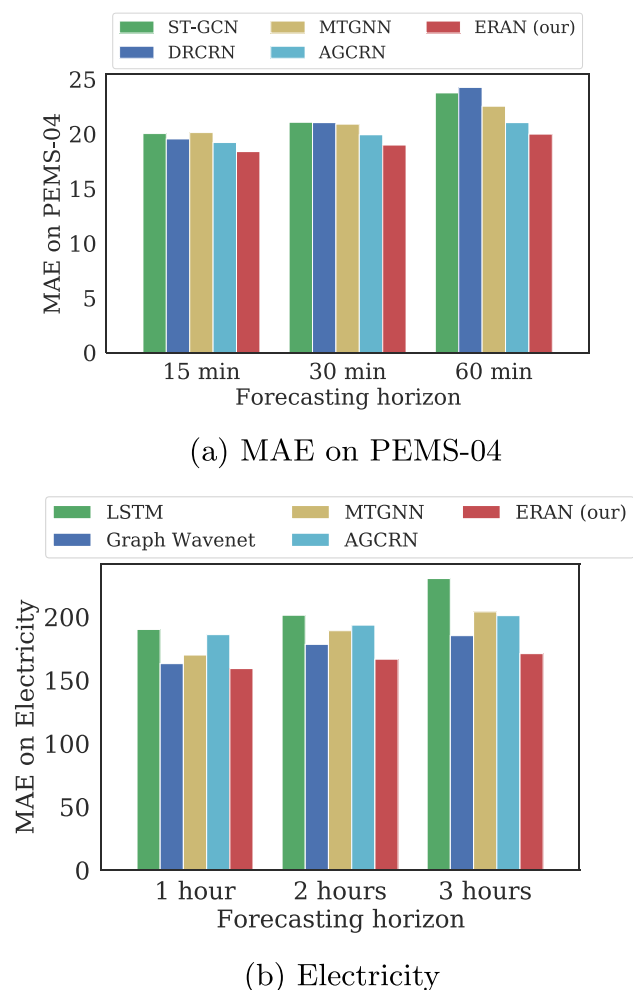 ST-GCN MTGNN ERAN (our)
DRCRN AGCRN
25
20
15
10
5
0
MAE on PEMS-04
15 min 30 min 60 min
Forecasting horizon
(a) MAE on PEMS-04
LSTM MTGNN ERAN (our)
Graph Wavenet AGCRN
200
150
100
50
0
MAE on Electricity
1 hour 2 hours 3 hours
Forecasting horizon
(b) Electricity